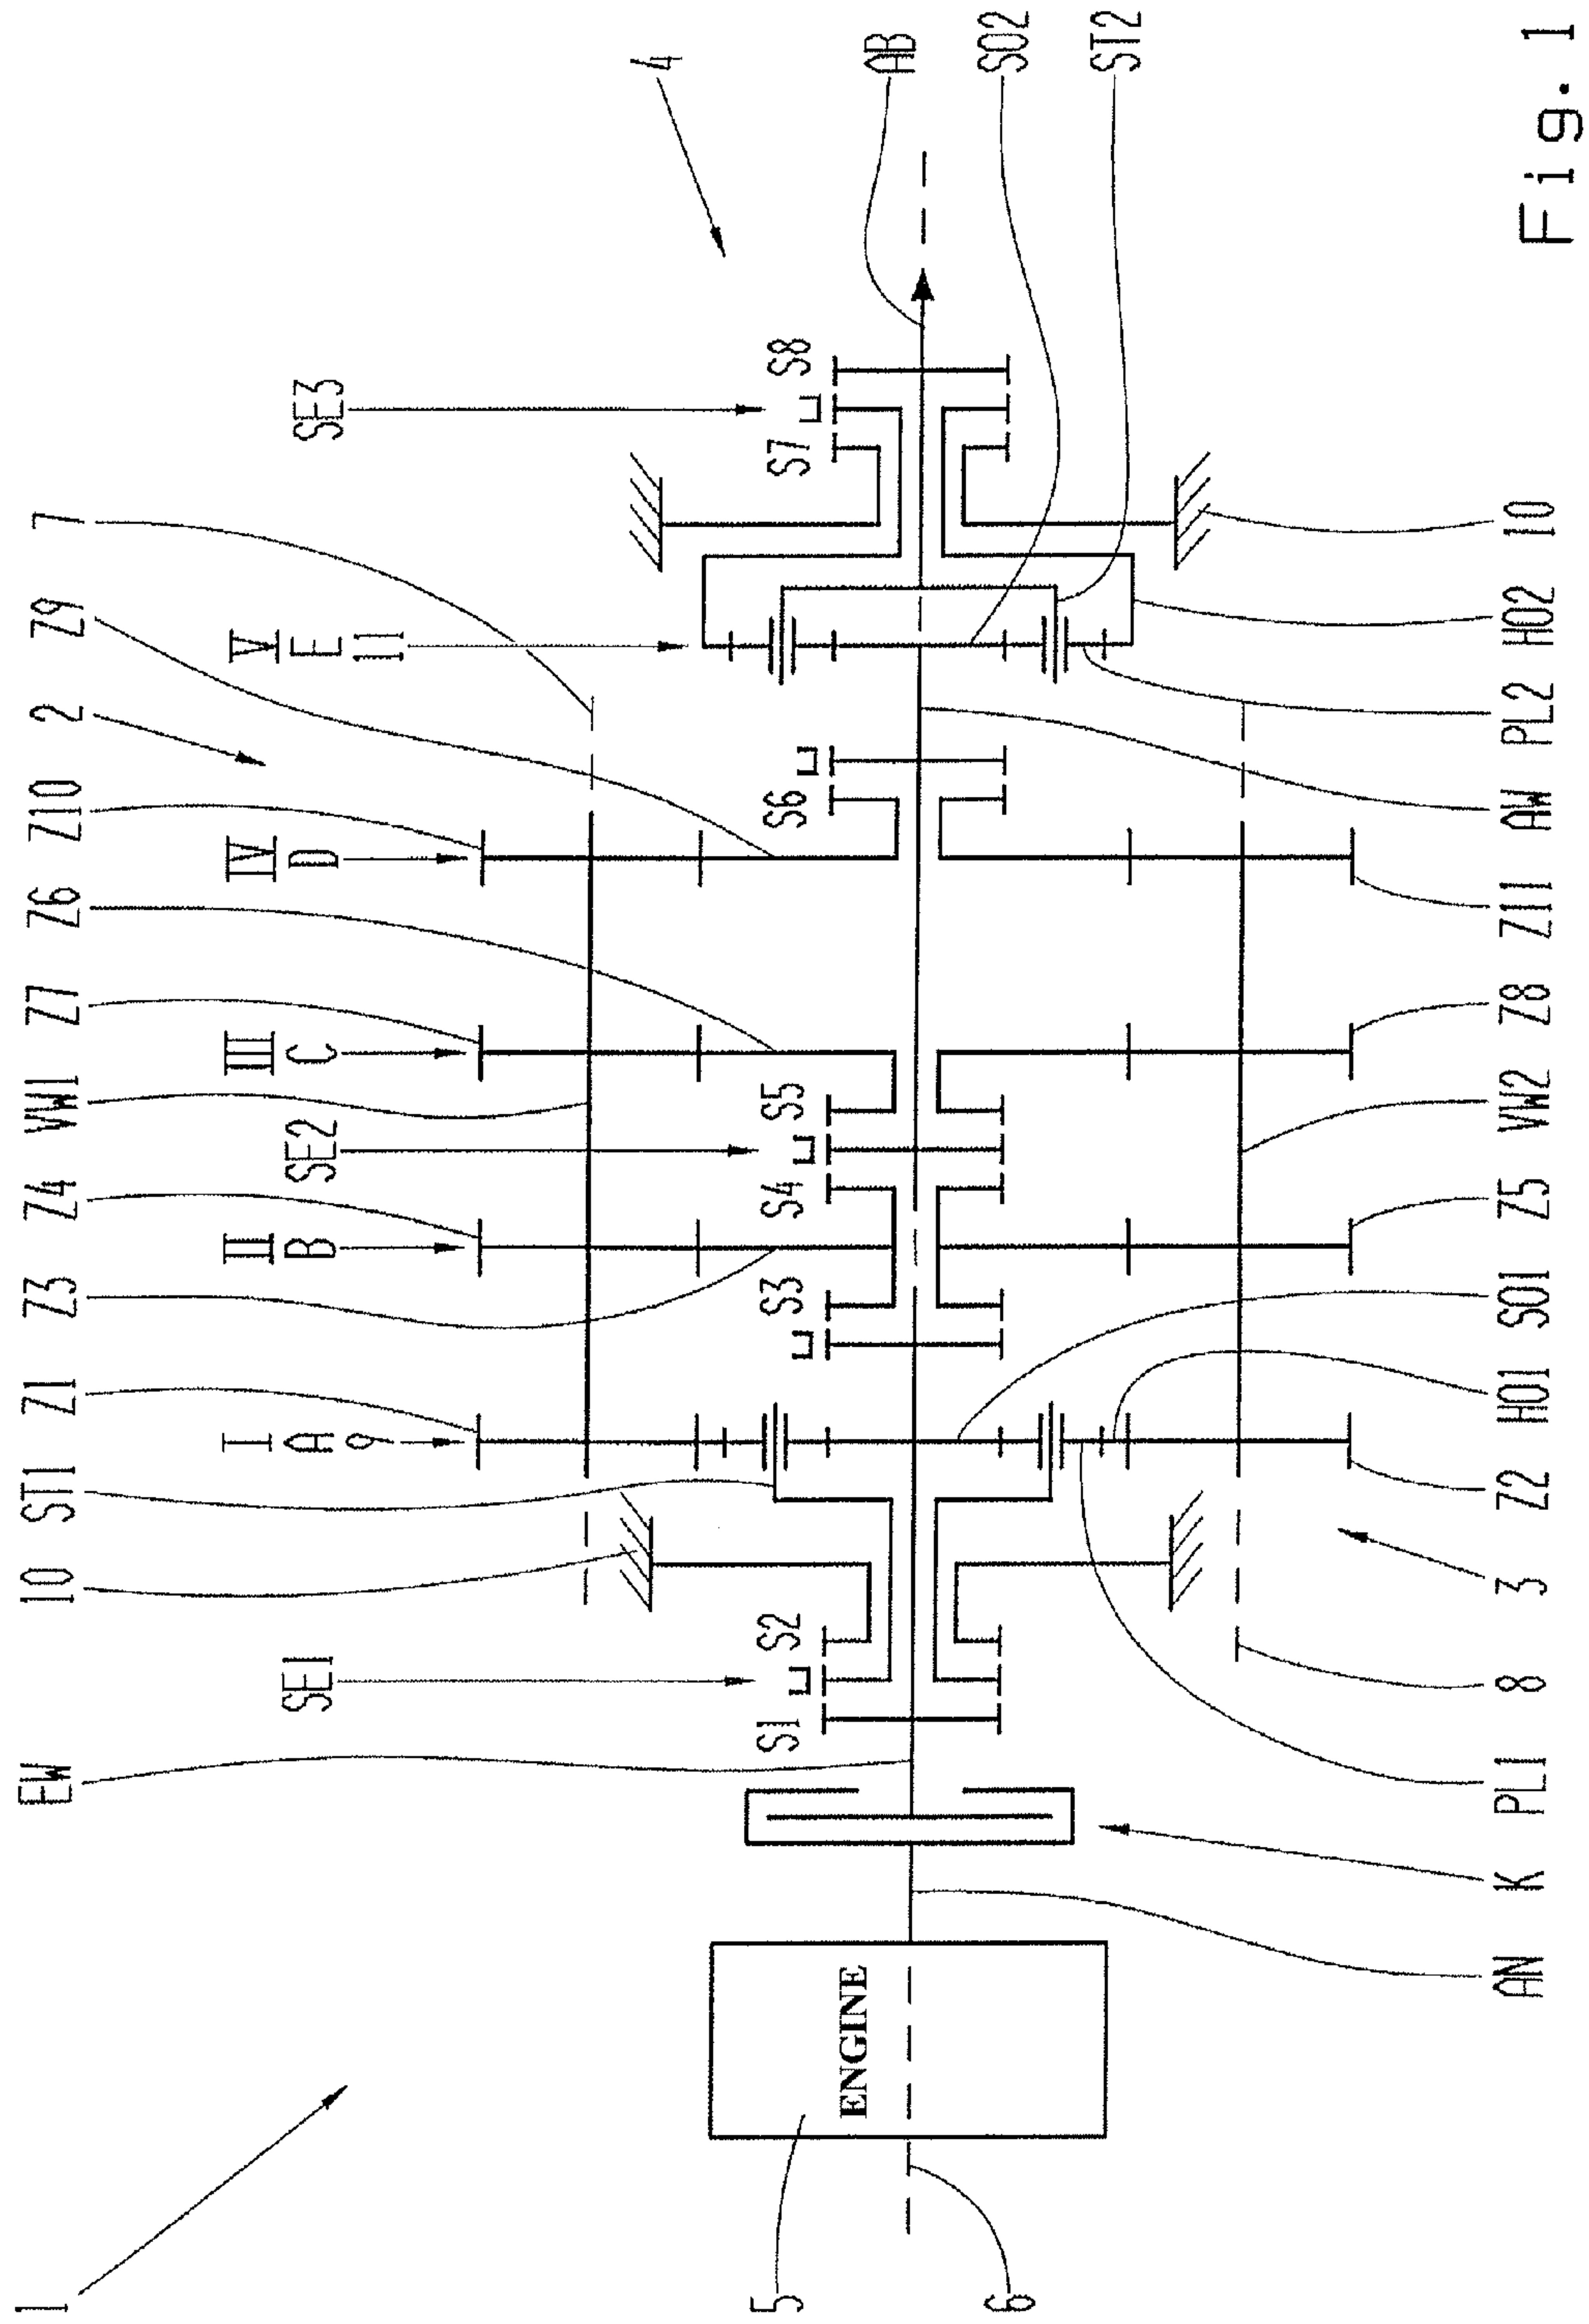 1
EW
10
ST1
Z1
Z3
Z4
VW1
Z7
Z6
Z10
2
Z9
7
SE1
I
A
9
II
B
SE2
III
C
IV
D
V
E
11
SE3
4
S1
S2
S3
S4
S5
S6
S7
S8
AB
5
ENGINE
6
SO2
ST2
AN
K
PL1
8
3
Z2
HO1
SO1
Z5
VW2
Z8
Z11
AW
PL2
HO2
10
Fig. 1